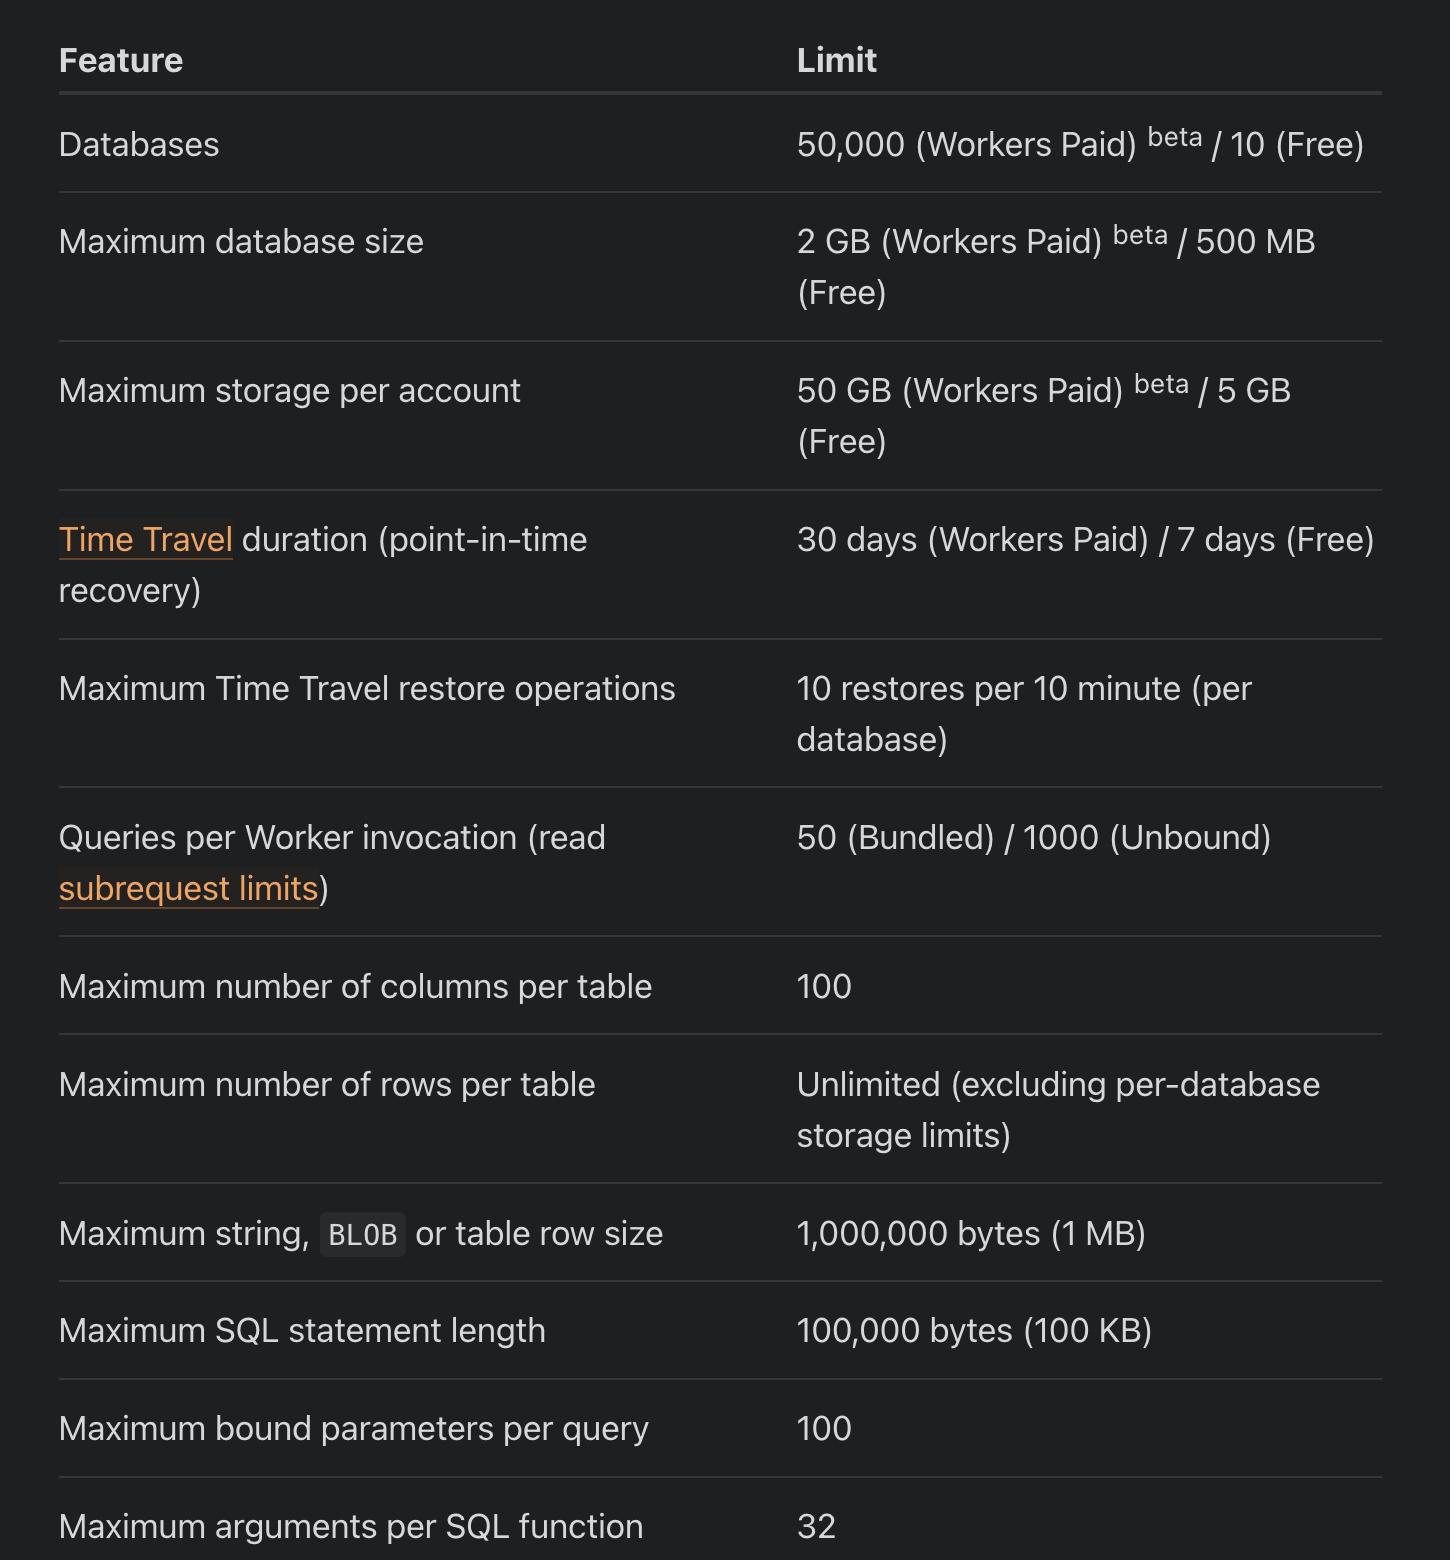 Feature Limit
Databases 50,000 (Workers Paid) beta / 10 (Free)
Maximum database size 2 GB (Workers Paid) beta / 500 MB
(Free)
Maximum storage per account 50 GB (Workers Paid) beta / 5 GB
(Free)
Time Travel duration (point-in-time 30 days (Workers Paid) / 7 days (Free)
recovery)
Maximum Time Travel restore operations 10 restores per 10 minute (per
database)
Queries per Worker invocation (read 50 (Bundled) / 1000 (Unbound)
subrequest limits)
Maximum number of columns per table 100
Maximum number of rows per table Unlimited (excluding per-database
storage limits)
Maximum string, BLOB or table row size 1,000,000 bytes (1 MB)
Maximum SQL statement length 100,000 bytes (100 KB)
Maximum bound parameters per query 100
Maximum arguments per SQL function 32